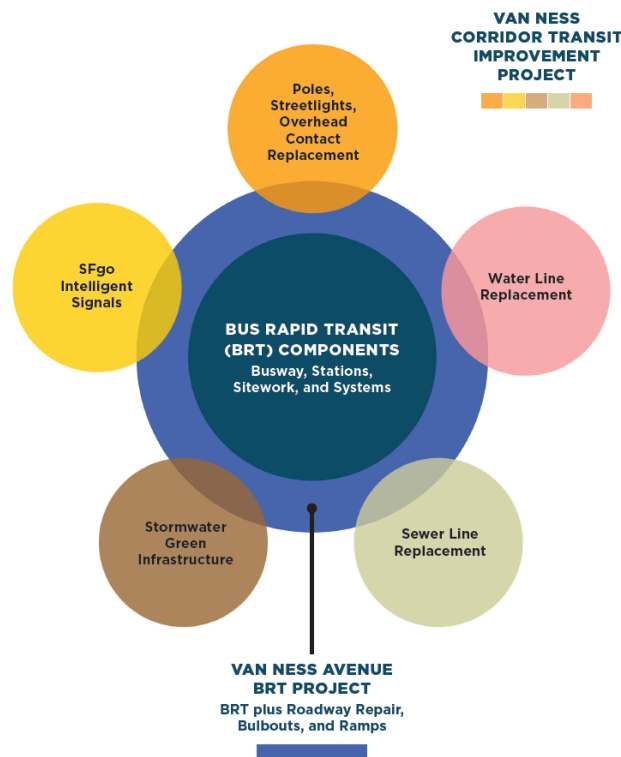 VAN NESS
CORRIDOR TRANSIT
IMPROVEMENT
PROJECT
Poles,
Streetlights,
Overhead
Contact
Replacement
SFgo
Intelligent
Signals
Water Line
Replacement
BUS RAPID TRANSIT
(BRT) COMPONENTS
Busway, Stations,
Sitework, and Systems
Stormwater
Green
Infrastructure
Sewer Line
Replacement
VAN NESS AVENUE
BRT PROJECT
BRT plus Roadway Repair,
Bulbouts, and Ramps